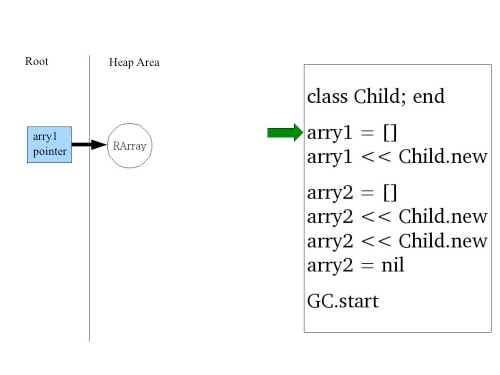 Root
Heap Area
arry1
pointer
RArray
class Child; end
arry1 = []
arry1 << Child.new
arry2 = []
arry2 << Child.new
arry2 << Child.new
arry2 = nil
GC.start